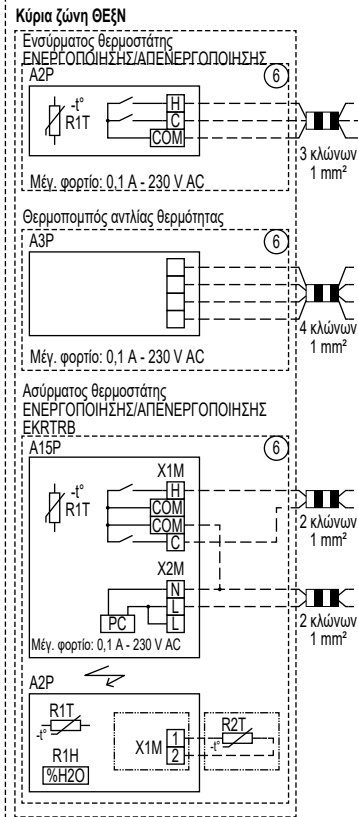 Κύρια ζώνη ΘΕξΝ
Ενσύρματος θερμοστάτης
ΕΝΕΡΓΟΠΟΙΗΣΗΣ/ΑΠΕΝΕΡΓΟΠΟΙΗΣΗΣ
A2P
6
-t°
R1T
H
C
COM
3 κλώνων
1 mm²
Μέγ. φορτίο: 0,1 A - 230 V AC
Θερμοπομπός αντλίας θερμότητας
A3P
6
4 κλώνων
1 mm²
Μέγ. φορτίο: 0,1 A - 230 V AC
Ασύρματος θερμοστάτης
ΕΝΕΡΓΟΠΟΙΗΣΗΣ/ΑΠΕΝΕΡΓΟΠΟΙΗΣΗΣ
EKRTRB
A15P
6
X1M
-t°
R1T
H
COM
COM
C
2 κλώνων
1 mm²
X2M
N
L
L
PC
2 κλώνων
1 mm²
Μέγ. φορτίο: 0,1 A - 230 V AC
A2P
R1T
-t°
R1H
%H2O
X1M
1
2
R2T
-t°